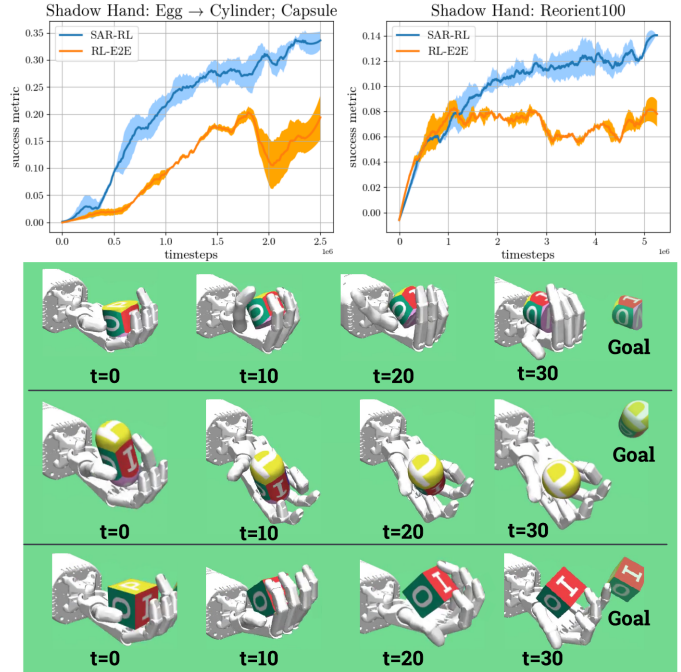 Shadow Hand: Egg → Cylinder; Capsule
SAR-RL
RL-E2E
success metric
0.35
0.30
0.25
0.20
0.15
0.10
0.05
0.00
0.0 0.5 1.0 1.5 2.0 2.5
1e6
timesteps
Shadow Hand: Reorient100
SAR-RL
RL-E2E
success metric
0.14
0.12
0.10
0.08
0.06
0.04
0.02
0.00
0 1 2 3 4 5
1e6
timesteps
O I
I
Goal
t=0 t=10 t=20 t=30
I
Goal
t=0 t=10 t=20 t=30
O I
O I
I
I
Goal
t=0 t=10 t=20 t=30